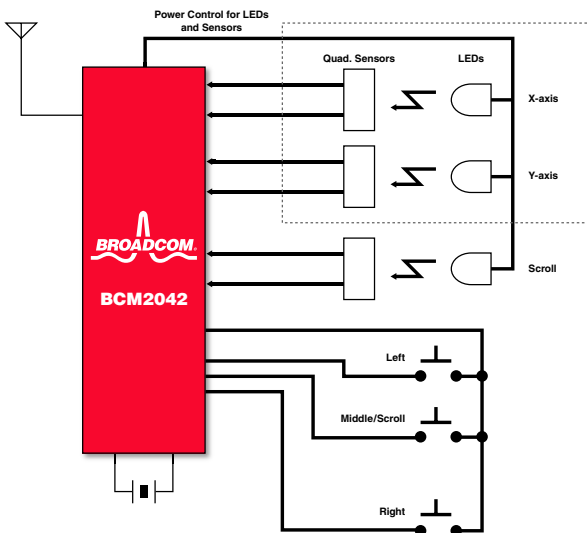 Power Control for LEDs
and Sensors
Quad. Sensors
LEDs
X-axis
Y-axis
BROADCOM®
BCM2042
Scroll
Left
Middle/Scroll
Right